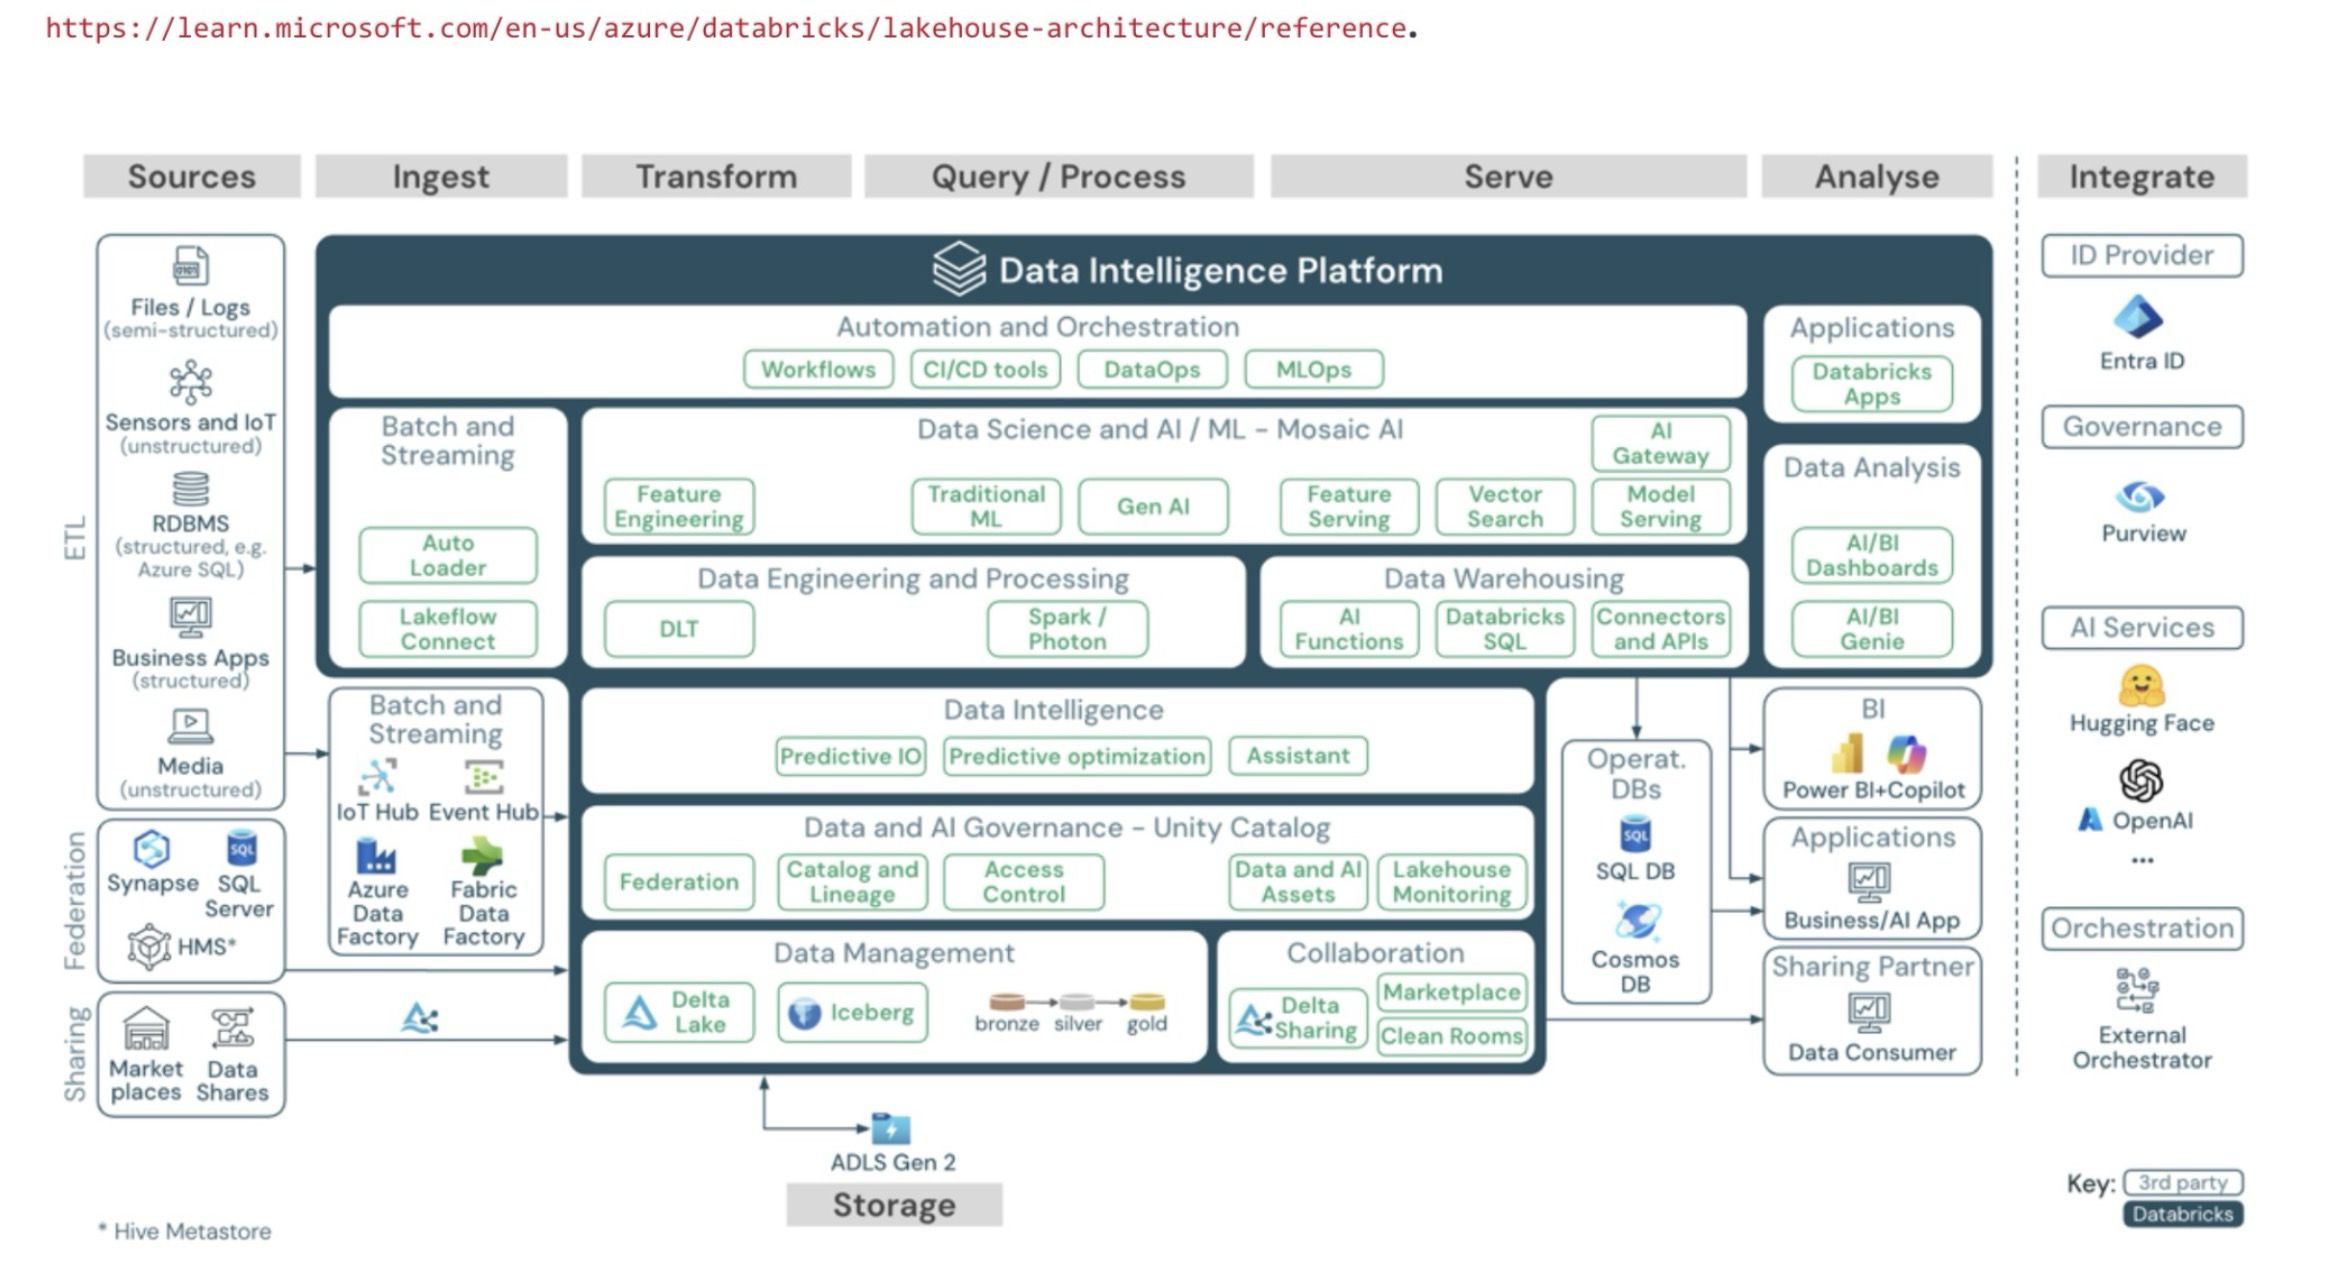 https://learn.microsoft.com/en-us/azure/databricks/lakehouse-architecture/reference.
Sources
Ingest
Transform
Query / Process
Serve
Analyse
Integrate
ETL
Files / Logs
(semi-structured)
Sensors and IoT
(unstructured)
RDBMS
(structured, e.g.
Azure SQL)
Business Apps
(structured)
Media
(unstructured)
Federation
Synapse
SQL
Server
HMS*
Sharing
Market
places
Data
Shares
Data Intelligence Platform
Automation and Orchestration
Workflows
CI/CD tools
DataOps
MLOps
Applications
Databricks
Apps
Batch and
Streaming
Auto
Loader
Lakeflow
Connect
Data Science and AI / ML - Mosaic AI
AI
Gateway
Feature
Engineering
Traditional
ML
Gen AI
Feature
Serving
Vector
Search
Model
Serving
Data Analysis
AI/BI
Dashboards
AI/BI
Genie
Data Engineering and Processing
DLT
Spark /
Photon
Data Warehousing
AI
Functions
Databricks
SQL
Connectors
and APIs
Batch and
Streaming
IoT Hub
Event Hub
Azure
Data
Factory
Fabric
Data
Factory
Data Intelligence
Predictive IO
Predictive optimization
Assistant
Data and AI Governance - Unity Catalog
Federation
Catalog and
Lineage
Access
Control
Data and AI
Assets
Lakehouse
Monitoring
Data Management
Delta
Lake
Iceberg
bronze
silver
gold
Collaboration
Delta
Sharing
Marketplace
Clean Rooms
Operat.
DBs
SQL
SQL DB
Cosmos
DB
BI
Power BI+Copilot
Applications
Business/AI App
Sharing Partner
Data Consumer
ID Provider
Entra ID
Governance
Purview
AI Services
Hugging Face
OpenAI
...
Orchestration
External
Orchestrator
ADLS Gen 2
Storage
* Hive Metastore
Key:
3rd party
Databricks